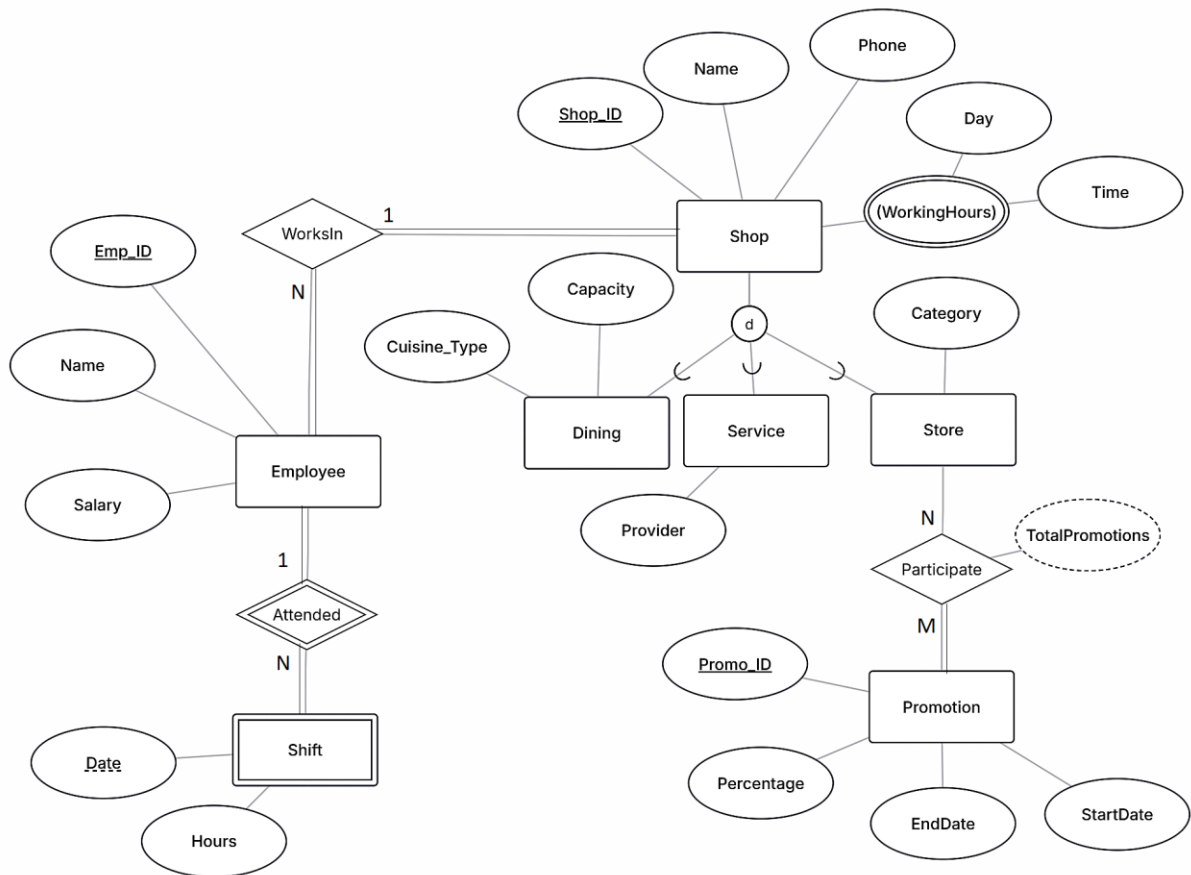 Phone
Name
Shop_ID
Day
Time
(WorkingHours)
Shop
1
WorksIn
N
Emp_ID
Name
Salary
Employee
Capacity
Cuisine_Type
d
Category
Dining
Service
Store
Provider
N
TotalPromotions
Participate
M
1
Attended
N
Promo_ID
Promotion
Percentage
EndDate
StartDate
Shift
Date
Hours